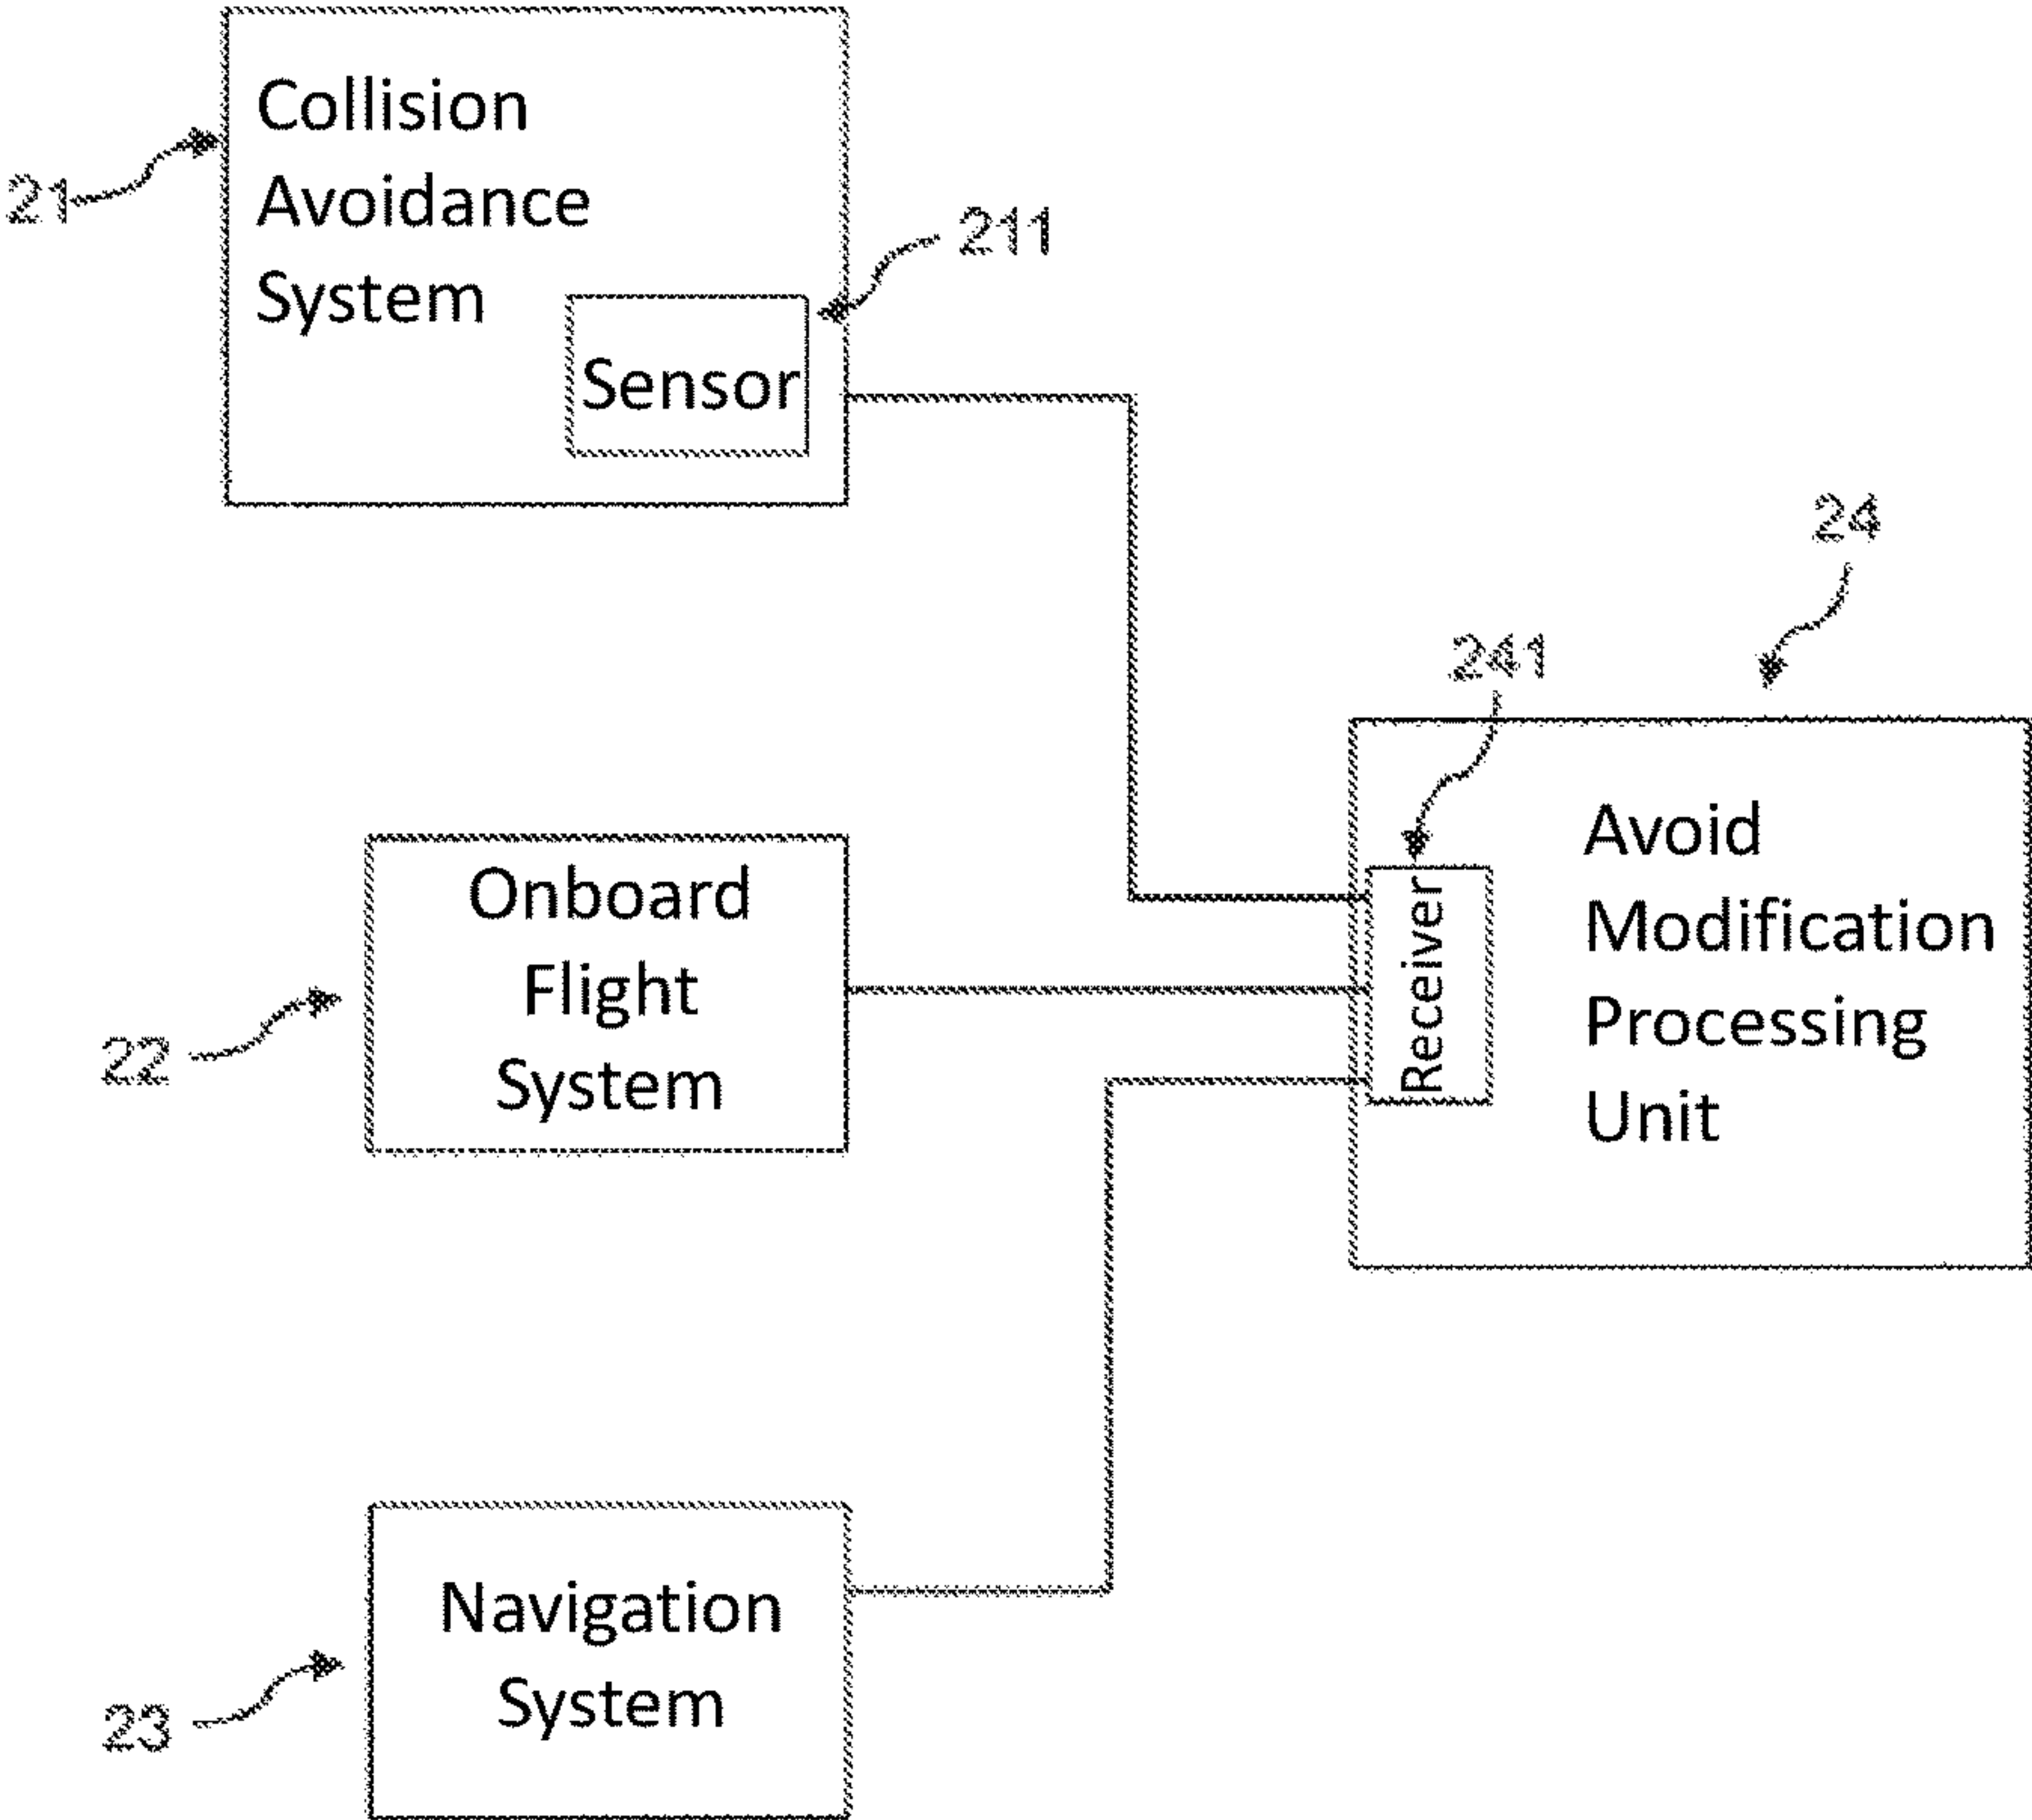 Collision
Avoidance
System
21
211
Sensor
24
241
Avoid
Modification
Processing
Unit
Receiver
Onboard
Flight
System
22
Navigation
System
23